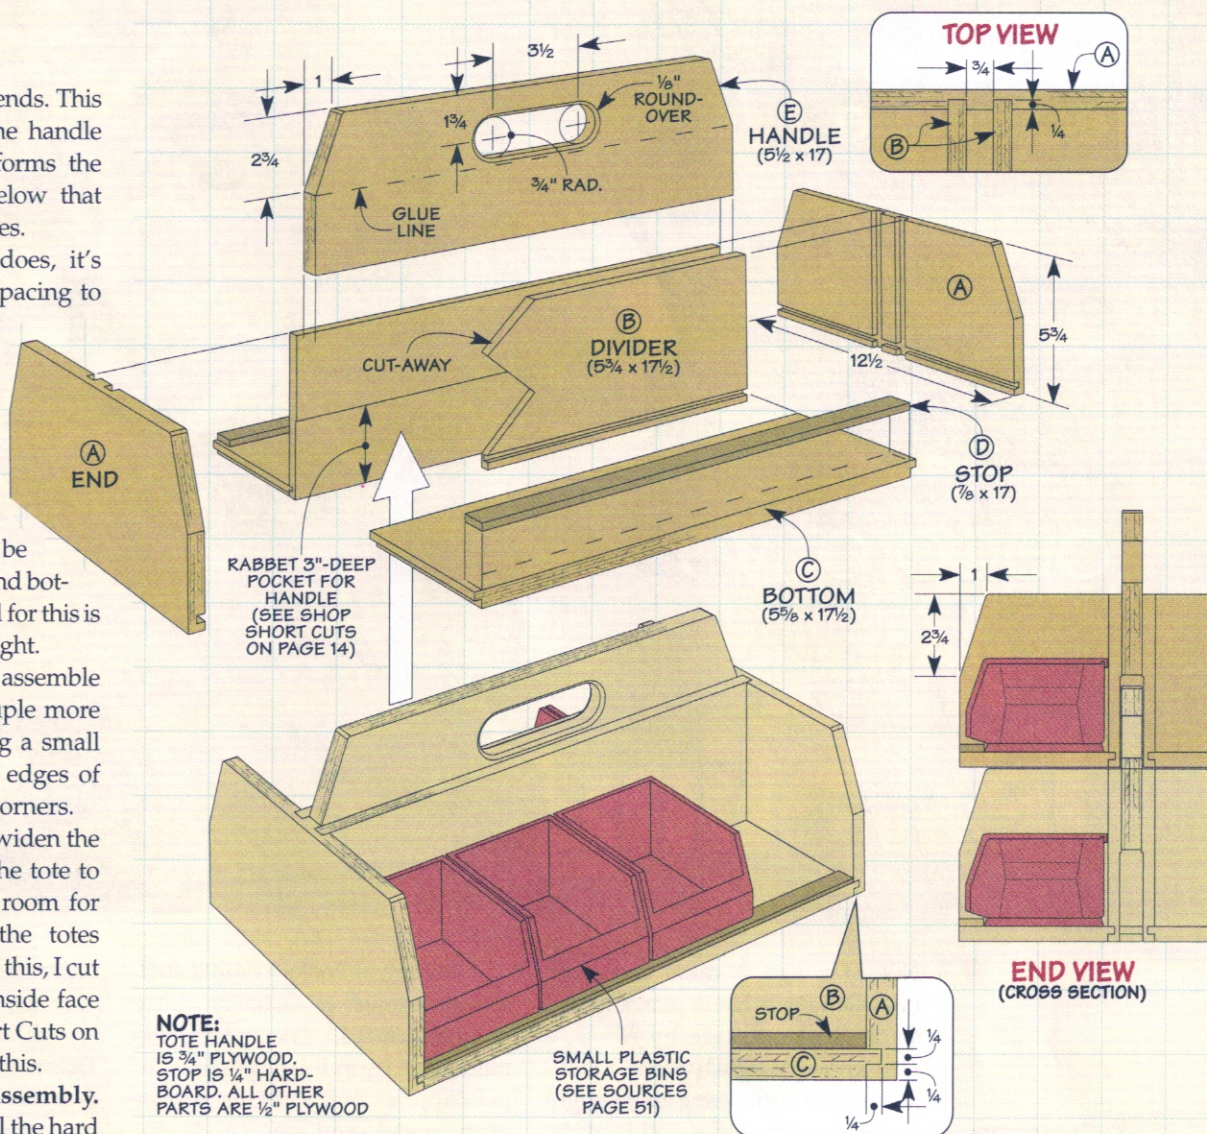 ends. This
ne handle
forms the
elow that
es.
does, it's
pacing to
be
nd bot-
d for this is
ght.
assemble
uple more
g a small
edges of
orners.
widen the
he tote to
room for
the totes
this, I cut
nside face
rt Cuts on
this.
assembly.
l the hard
1
3½
2¾
1¾
⅛"
ROUND-
OVER
¾" RAD.
GLUE
LINE
E
HANDLE
(5½ x 17)
TOP VIEW
¾
A
B
¼
A
5¾
12½
B
DIVIDER
(5¾ x 17½)
CUT-AWAY
A
END
D
STOP
(⅞ x 17)
C
BOTTOM
(5⅝ x 17½)
RABBET 3"-DEEP
POCKET FOR
HANDLE
(SEE SHOP
SHORT CUTS
ON PAGE 14)
1
2¾
END VIEW
(CROSS SECTION)
NOTE:
TOTE HANDLE
IS ¾" PLYWOOD.
STOP IS ¼" HARD-
BOARD. ALL OTHER
PARTS ARE ½" PLYWOOD
SMALL PLASTIC
STORAGE BINS
(SEE SOURCES
PAGE 51)
STOP
B
A
C
¼
¼
¼